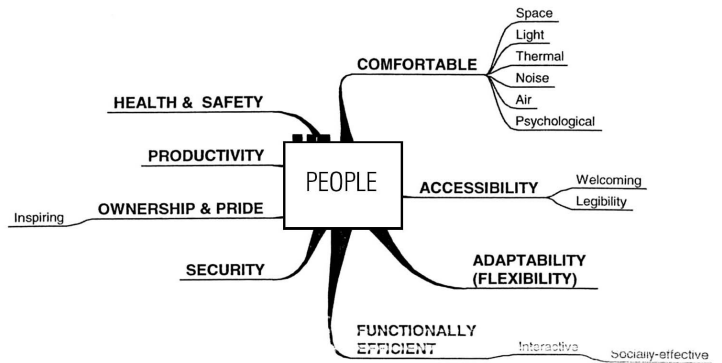 Space
Light
COMFORTABLE
Thermal
Noise
Air
Psychological
HEALTH & SAFETY
PRODUCTIVITY
PEOPLE
ACCESSIBILITY
Welcoming
Legibility
Inspiring
OWNERSHIP & PRIDE
SECURITY
ADAPTABILITY
(FLEXIBILITY)
FUNCTIONALLY
EFFICIENT
Interactive
Socially-effective